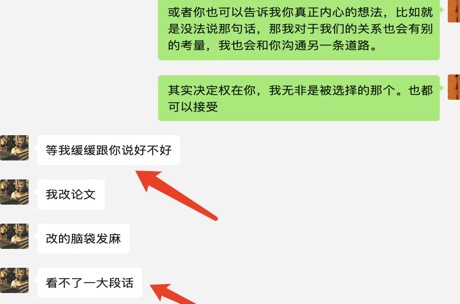 或者你也可以告诉我你真正内心的想法，比如就
是没法说那句话，那我对于我们的关系也会有别
的考量，我也会和你沟通另一条道路。
其实决定权在你，我无非是被选择的那个。也都
可以接受
等我缓缓跟你说好不好
我改论文
改的脑袋发麻
看不了一大段话